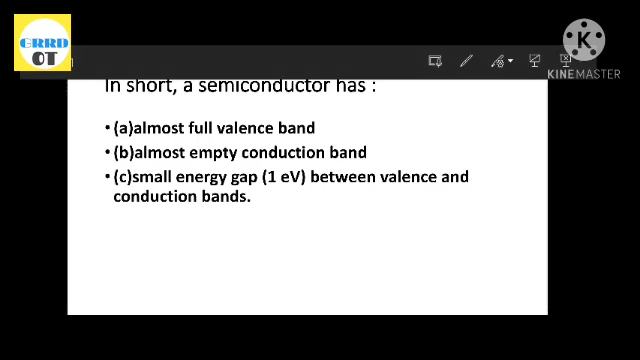 GRRD
OT
KINEMASTER
In short, a semiconductor has :
• (a)almost full valence band
• (b)almost empty conduction band
• (c)small energy gap (1 eV) between valence and
conduction bands.